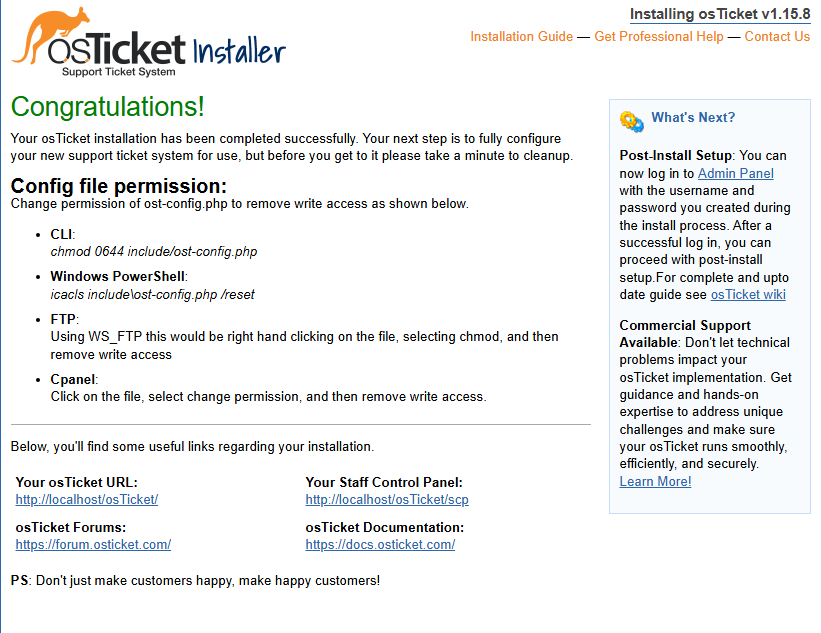 osTicket Installer
Support Ticket System
Installing osTicket v1.15.8
Installation Guide — Get Professional Help — Contact Us
Congratulations!
Your osTicket installation has been completed successfully. Your next step is to fully configure
your new support ticket system for use, but before you get to it please take a minute to cleanup.
Config file permission:
Change permission of ost-config.php to remove write access as shown below.
• CLI:
chmod 0644 include/ost-config.php
• Windows PowerShell:
icacls include\ost-config.php /reset
• FTP:
Using WS_FTP this would be right hand clicking on the file, selecting chmod, and then
remove write access
• Cpanel:
Click on the file, select change permission, and then remove write access.
Below, you'll find some useful links regarding your installation.
Your osTicket URL:
http://localhost/osTicket/
Your Staff Control Panel:
http://localhost/osTicket/scp
osTicket Forums:
https://forum.osticket.com/
osTicket Documentation:
https://docs.osticket.com/
PS: Don't just make customers happy, make happy customers!
What's Next?
Post-Install Setup: You can
now log in to Admin Panel
with the username and
password you created during
the install process. After a
successful log in, you can
proceed with post-install
setup.For complete and upto
date guide see osTicket wiki
Commercial Support
Available: Don't let technical
problems impact your
osTicket implementation. Get
guidance and hands-on
expertise to address unique
challenges and make sure
your osTicket runs smoothly,
efficiently, and securely.
Learn More!